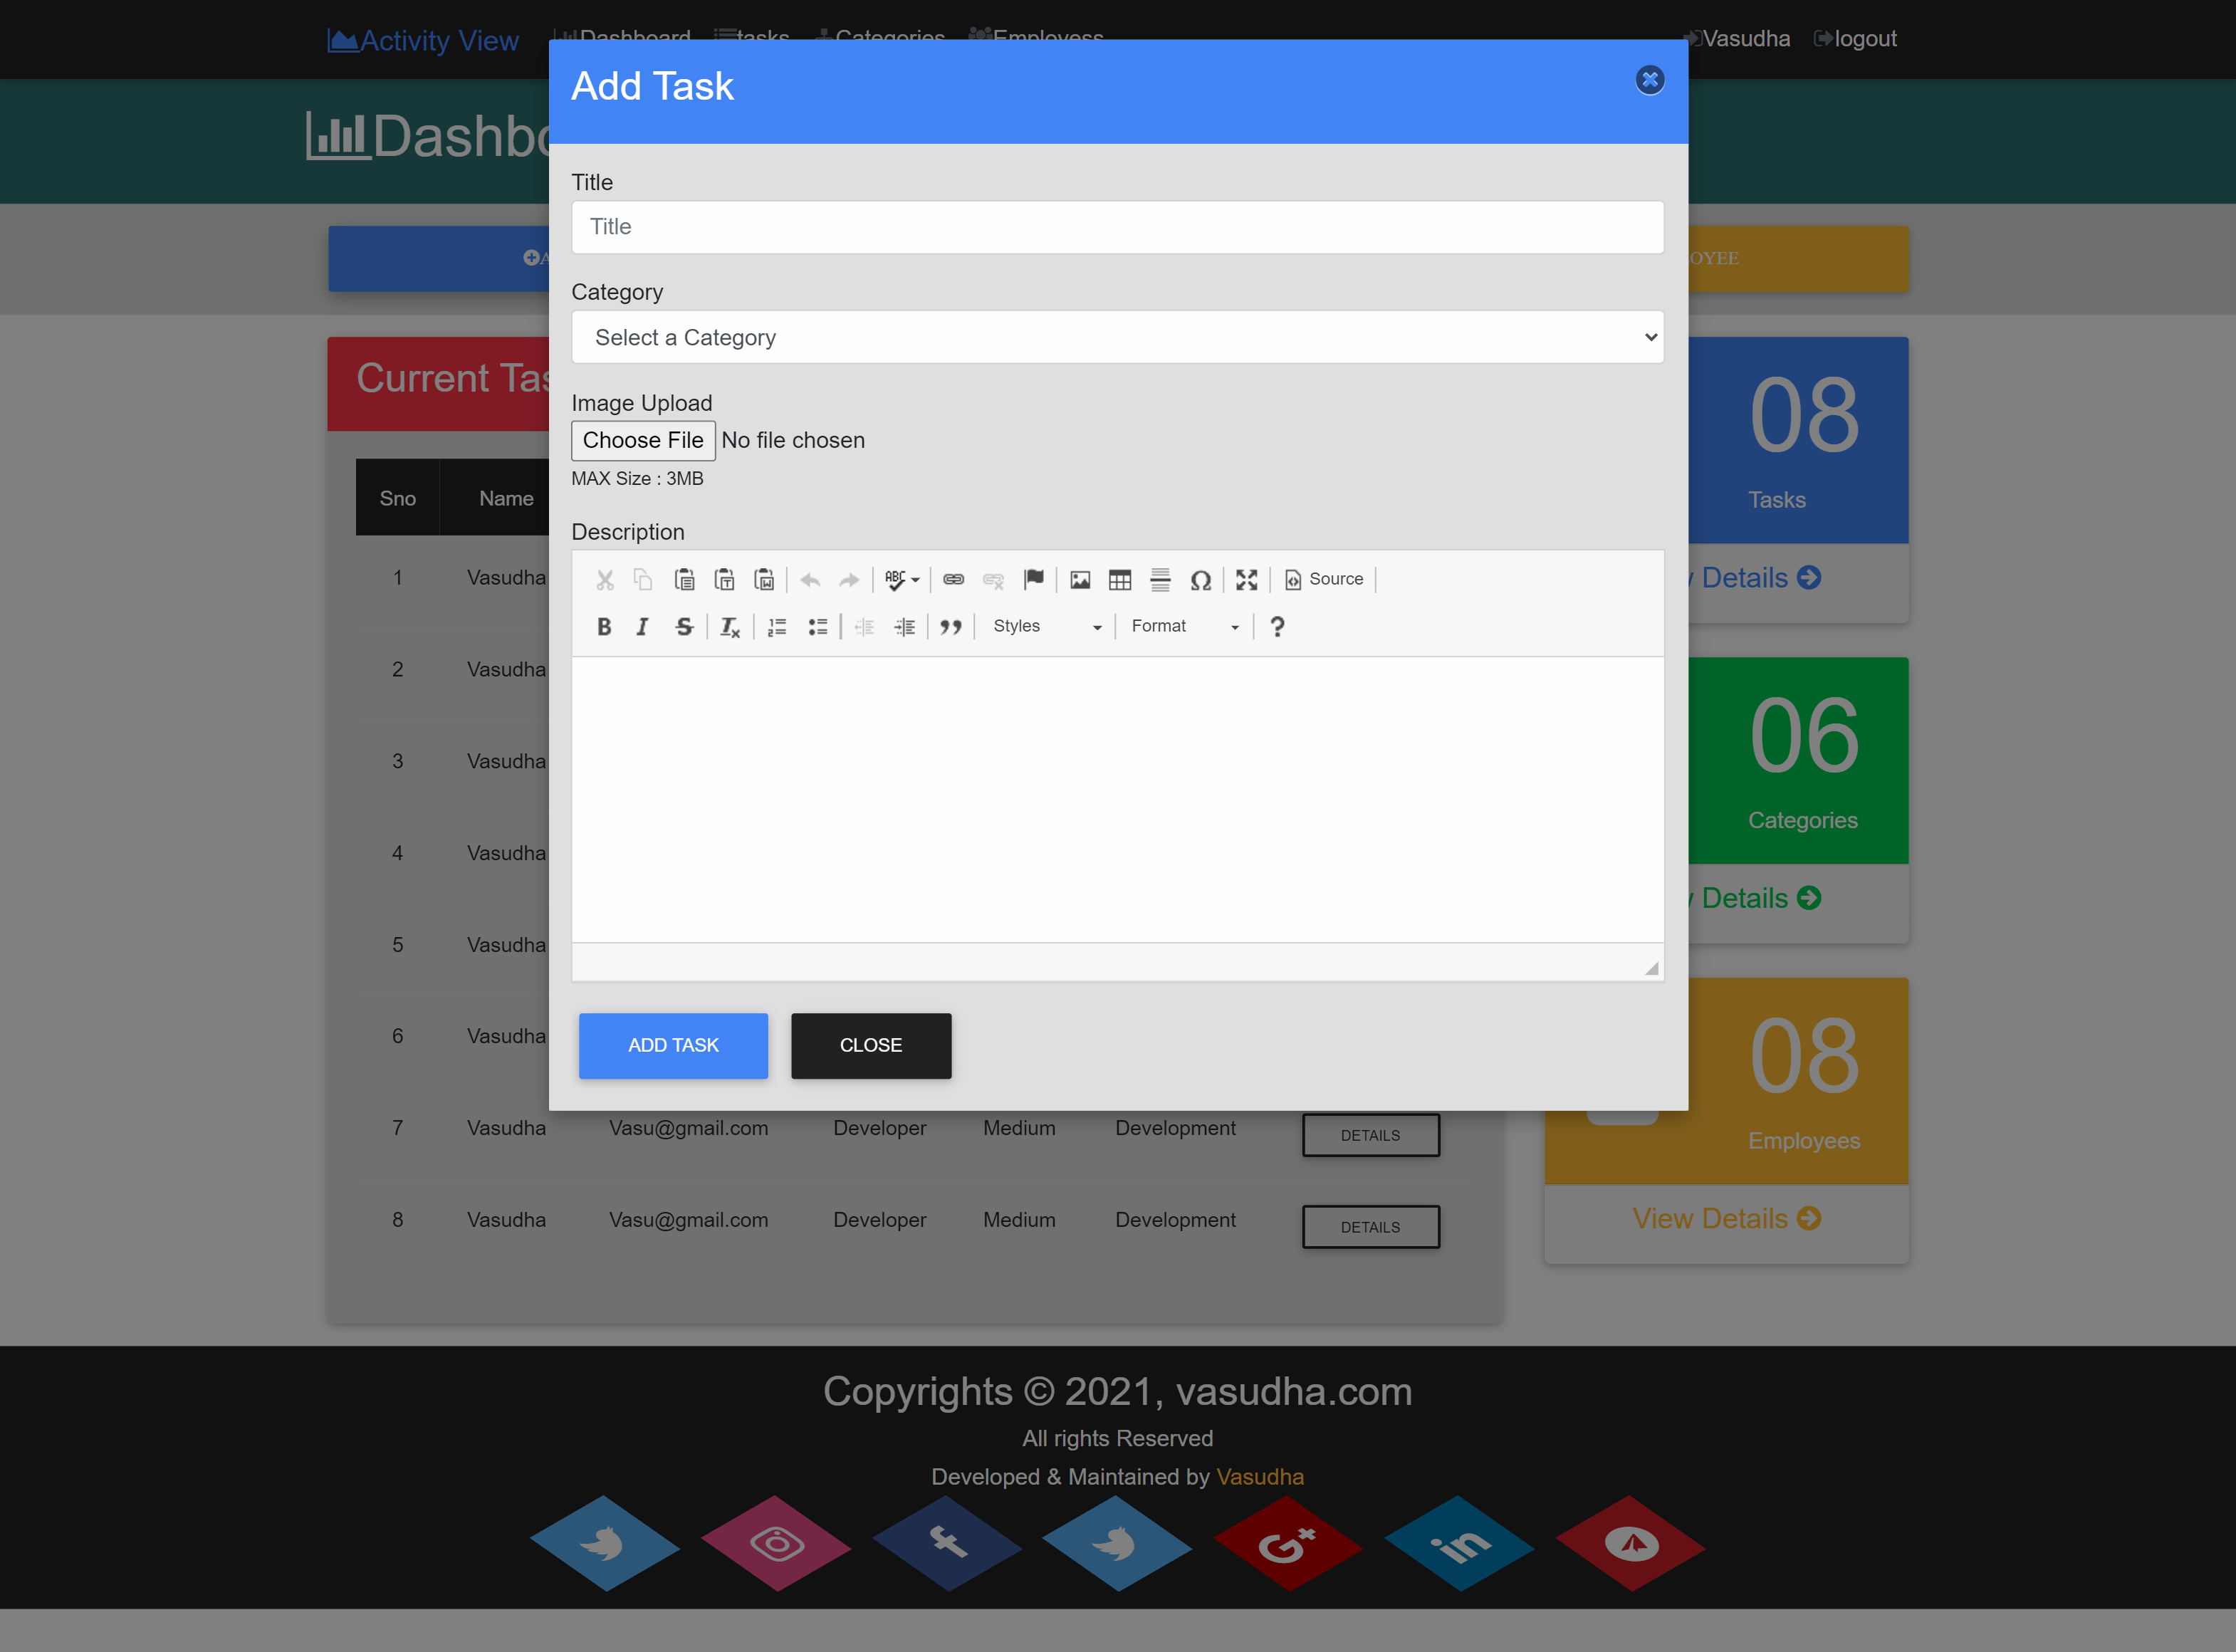 Activity View Dashboard tasks Categories Employess Vasudha logout
Add Task
Title
Title
Category
Select a Category
Image Upload
Choose File No file chosen
MAX Size : 3MB
Description
ABC Source
B I S Tx Styles Format ?
ADD TASK CLOSE
Current
Sno Name
1 Vasudha
2 Vasudha
3 Vasudha
4 Vasudha
5 Vasudha
6 Vasudha
7 Vasudha Vasu@gmail.com Developer Medium Development DETAILS
8 Vasudha Vasu@gmail.com Developer Medium Development DETAILS
08
Tasks
Details
06
Categories
Details
08
Employees
View Details
Copyrights © 2021, vasudha.com
All rights Reserved
Developed & Maintained by Vasudha